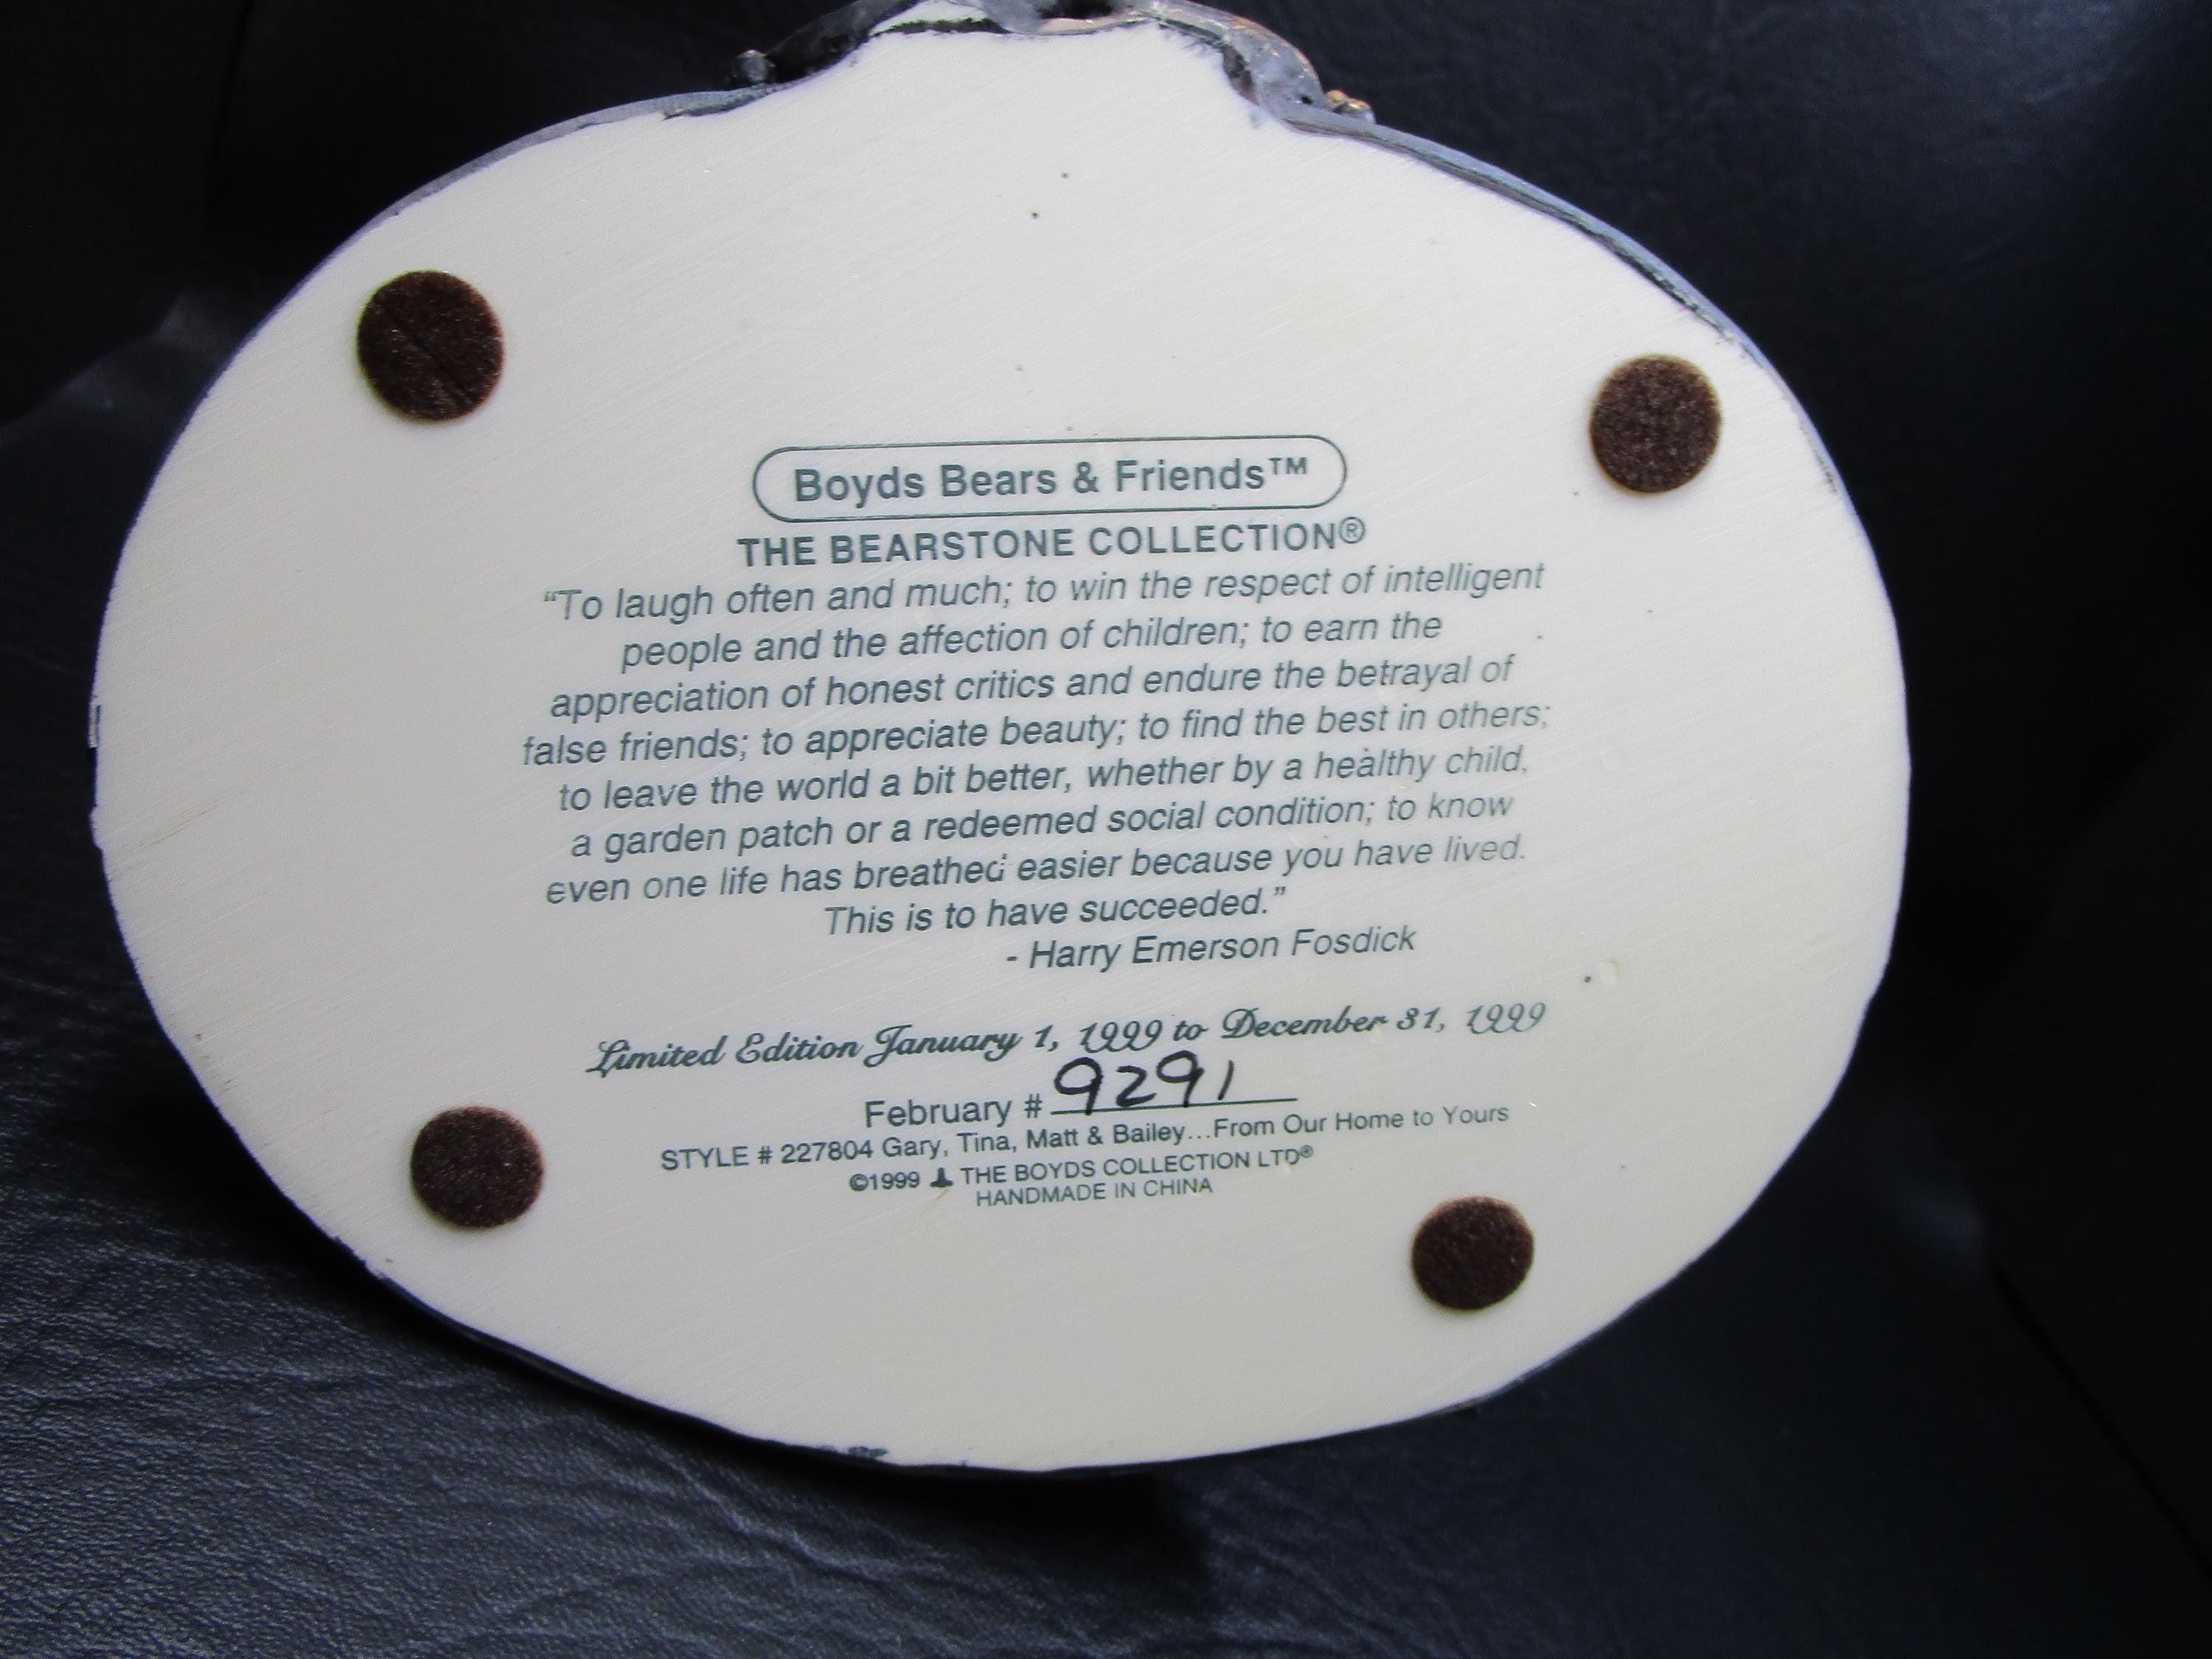 Boyds Bears & Friends™
THE BEARSTONE COLLECTION®
“To laugh often and much; to win the respect of intelligent
people and the affection of children; to earn the
appreciation of honest critics and endure the betrayal of
false friends; to appreciate beauty; to find the best in others;
to leave the world a bit better, whether by a healthy child,
a garden patch or a redeemed social condition; to know
even one life has breathed easier because you have lived.
This is to have succeeded.”
- Harry Emerson Fosdick
Limited Edition January 1, 1999 to December 31, 1999
February # 9291
STYLE # 227804 Gary, Tina, Matt & Bailey...From Our Home to Yours
©1999 THE BOYDS COLLECTION LTD®
HANDMADE IN CHINA